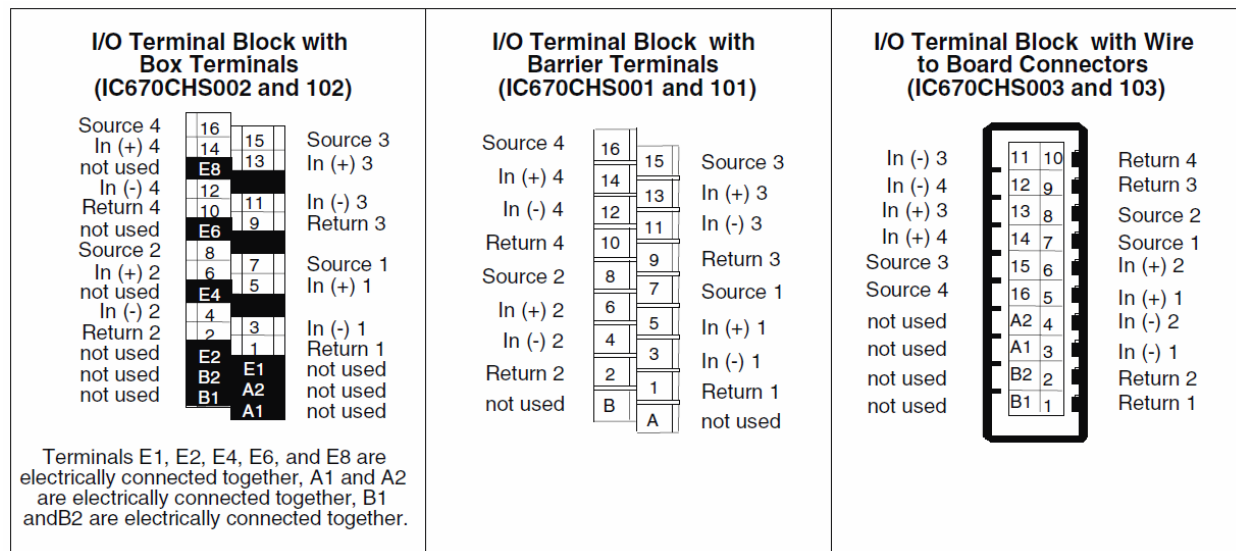 I/O Terminal Block with
Box Terminals
(IC670CHS002 and 102)
Source 4 16
15 Source 3
In (+) 4 14
13 In (+) 3
not used E8
In (-) 4 12
11 In (-) 3
Return 4 10
9 Return 3
not used E6
Source 2 8
7 Source 1
In (+) 2 6
5 In (+) 1
not used E4
In (-) 2 4
3 In (-) 1
Return 2 2
1 Return 1
not used E2
E1 not used
not used B2
A2 not used
not used B1
A1 not used
Terminals E1, E2, E4, E6, and E8 are
electrically connected together, A1 and A2
are electrically connected together, B1
andB2 are electrically connected together.
I/O Terminal Block with
Barrier Terminals
(IC670CHS001 and 101)
Source 4 16
15 Source 3
In (+) 4 14
13 In (+) 3
In (-) 4 12
11 In (-) 3
Return 4 10
9 Return 3
Source 2 8
7 Source 1
In (+) 2 6
5 In (+) 1
In (-) 2 4
3 In (-) 1
Return 2 2
1 Return 1
not used B
A not used
I/O Terminal Block with Wire
to Board Connectors
(IC670CHS003 and 103)
In (-) 3 11 10 Return 4
In (-) 4 12 9 Return 3
In (+) 3 13 8 Source 2
In (+) 4 14 7 Source 1
Source 3 15 6 In (+) 2
Source 4 16 5 In (+) 1
not used A2 4 In (-) 2
not used A1 3 In (-) 1
not used B2 2 Return 2
not used B1 1 Return 1